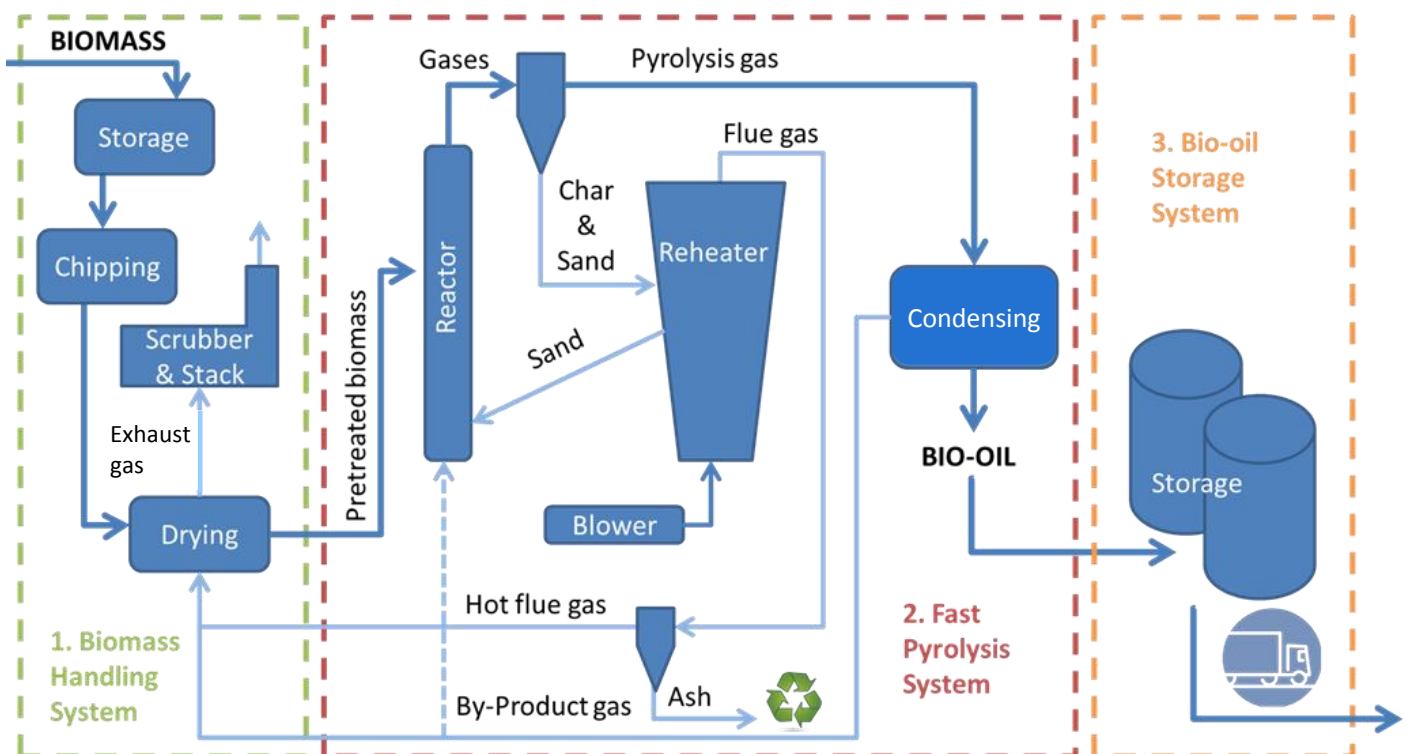 BIOMASS
Storage
Chipping
Scrubber
& Stack
Exhaust
gas
Drying
1. Biomass
Handling
System
Pretreated biomass
Gases
Pyrolysis gas
Flue gas
Char
&
Sand
Reactor
Reheater
Sand
Condensing
BIO-OIL
Blower
Hot flue gas
Ash
By-Product gas
2. Fast
Pyrolysis
System
3. Bio-oil
Storage
System
Storage